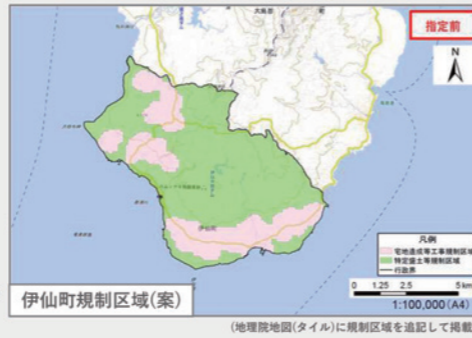 指定前
N
伊仙町
凡例
宅地造成等工事規制区域
特定盛土等規制区域
行政界
0 1.25 2.5 5 km
1:100,000 (A4)
伊仙町規制区域(案)
(地理院地図(タイル)に規制区域を追記して掲載